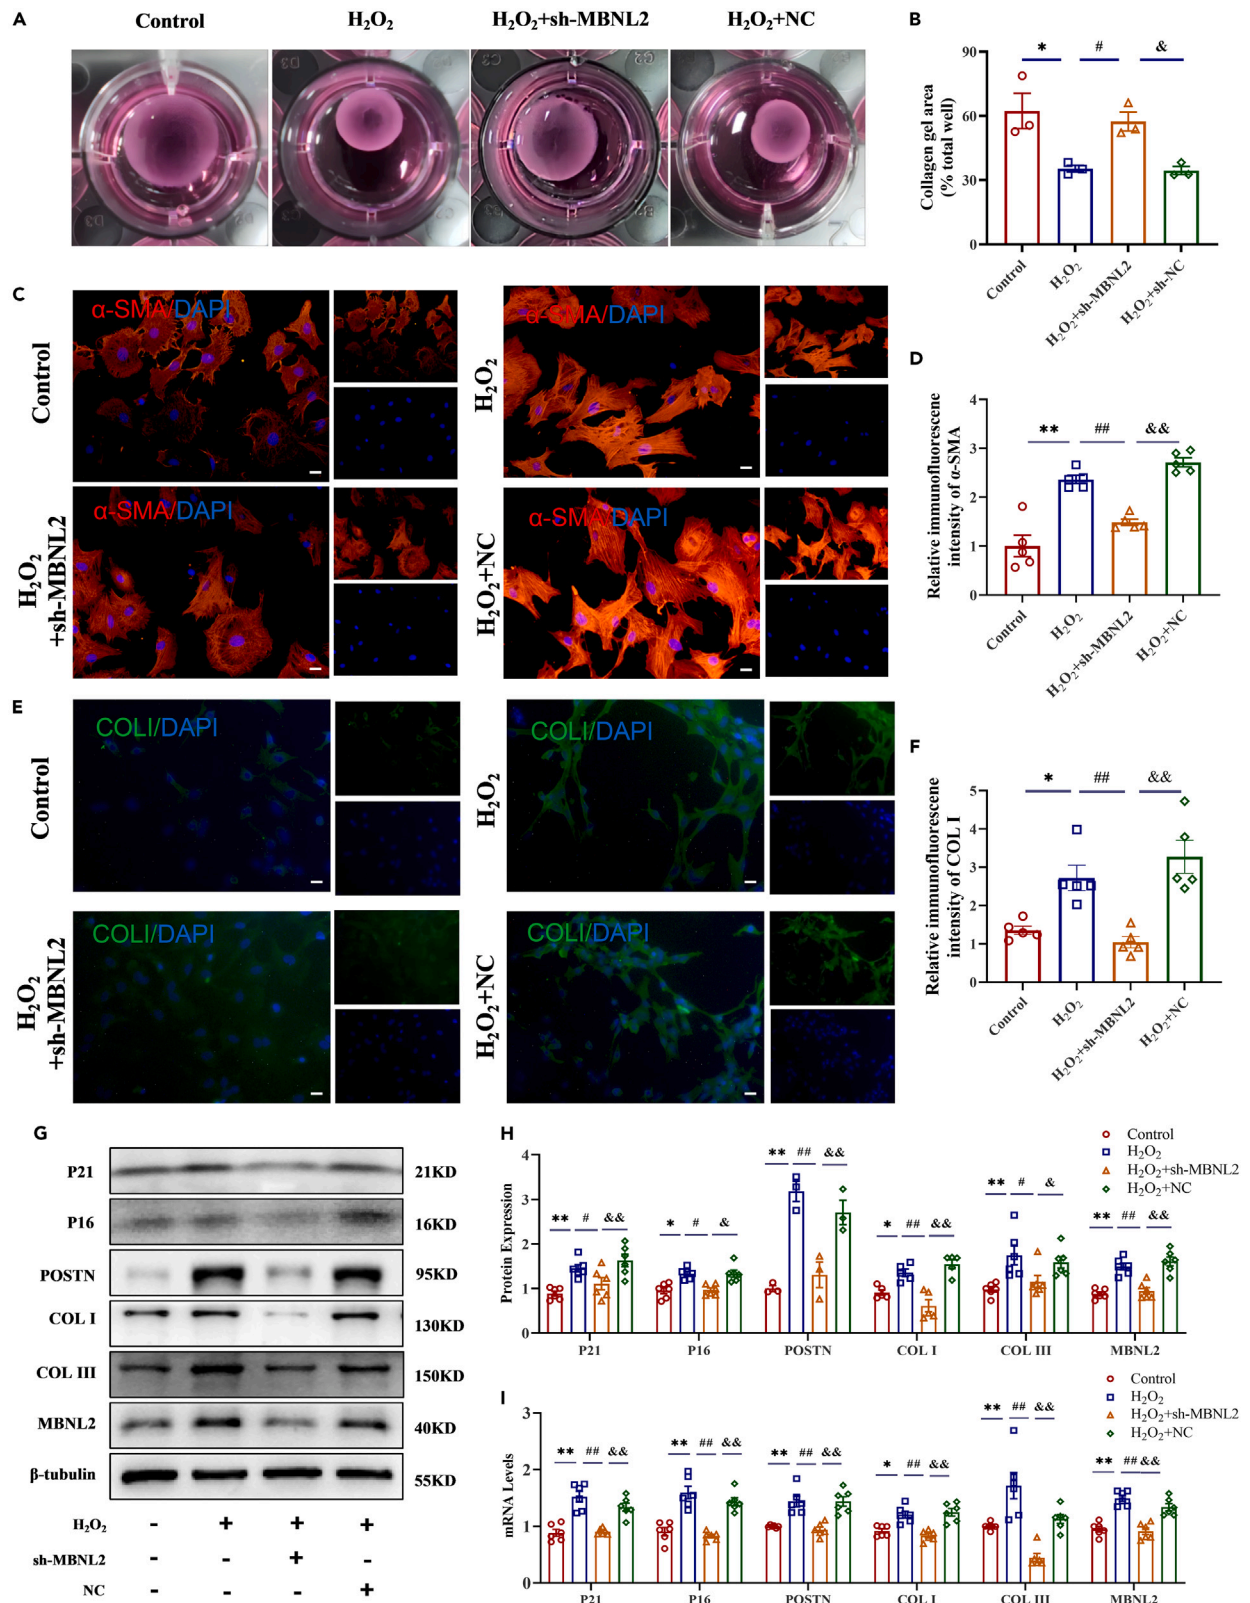 A
Control
H₂O₂
H₂O₂+sh-MBNL2
H₂O₂+NC
B
Collagen gel area
(% total well)
90
60
30
0
*
#
&
Control
H₂O₂
H₂O₂+sh-MBNL2
H₂O₂+sh-NC
C
Control
α-SMA/DAPI
H₂O₂
α-SMA/DAPI
H₂O₂
+sh-MBNL2
α-SMA/DAPI
H₂O₂+NC
α-SMA/DAPI
D
Relative immunofluorescene
intensity of α-SMA
4
3
2
1
0
**
##
&&
Control
H₂O₂
H₂O₂+sh-MBNL2
H₂O₂+NC
E
Control
COLI/DAPI
H₂O₂
COLI/DAPI
H₂O₂
+sh-MBNL2
COLI/DAPI
H₂O₂+NC
COLI/DAPI
F
Relative immunofluorescene
intensity of COL I
5
4
3
2
1
0
*
##
&&
Control
H₂O₂
H₂O₂+sh-MBNL2
H₂O₂+NC
G
P21 21KD
P16 16KD
POSTN 95KD
COL I 130KD
COL III 150KD
MBNL2 40KD
β-tubulin 55KD
H₂O₂ - + + +
sh-MBNL2 - - + -
NC - - - +
H
Control
H₂O₂
H₂O₂+sh-MBNL2
H₂O₂+NC
Protein Expression
4
3
2
1
0
** # &&
* # &
** ## &&
* ## &&
** # &
** ## &&
P21 P16 POSTN COL I COL III MBNL2
I
Control
H₂O₂
H₂O₂+sh-MBNL2
H₂O₂+NC
mRNA Levels
3
2
1
0
** ## &&
** ## &&
** ## &&
* ## &&
** ## &&
** ## &&
P21 P16 POSTN COL I COL III MBNL2